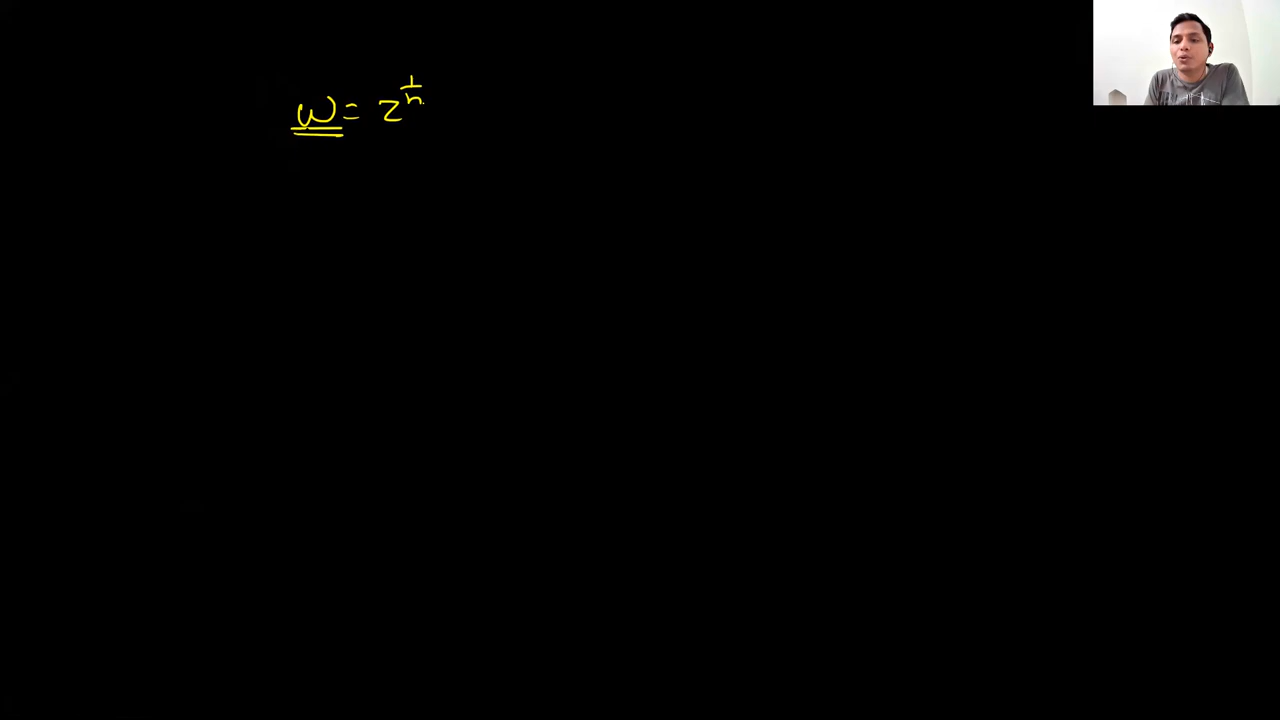 ω = z^{1/n}